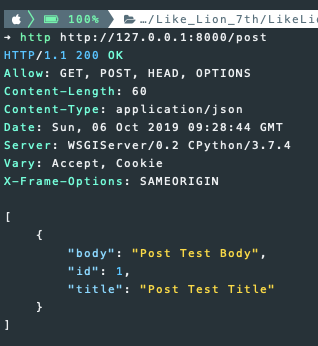 100% …/Like_Lion_7th/LikeLi
→ http http://127.0.0.1:8000/post
HTTP/1.1 200 OK
Allow: GET, POST, HEAD, OPTIONS
Content-Length: 60
Content-Type: application/json
Date: Sun, 06 Oct 2019 09:28:44 GMT
Server: WSGIServer/0.2 CPython/3.7.4
Vary: Accept, Cookie
X-Frame-Options: SAMEORIGIN
[
    {
        "body": "Post Test Body",
        "id": 1,
        "title": "Post Test Title"
    }
]